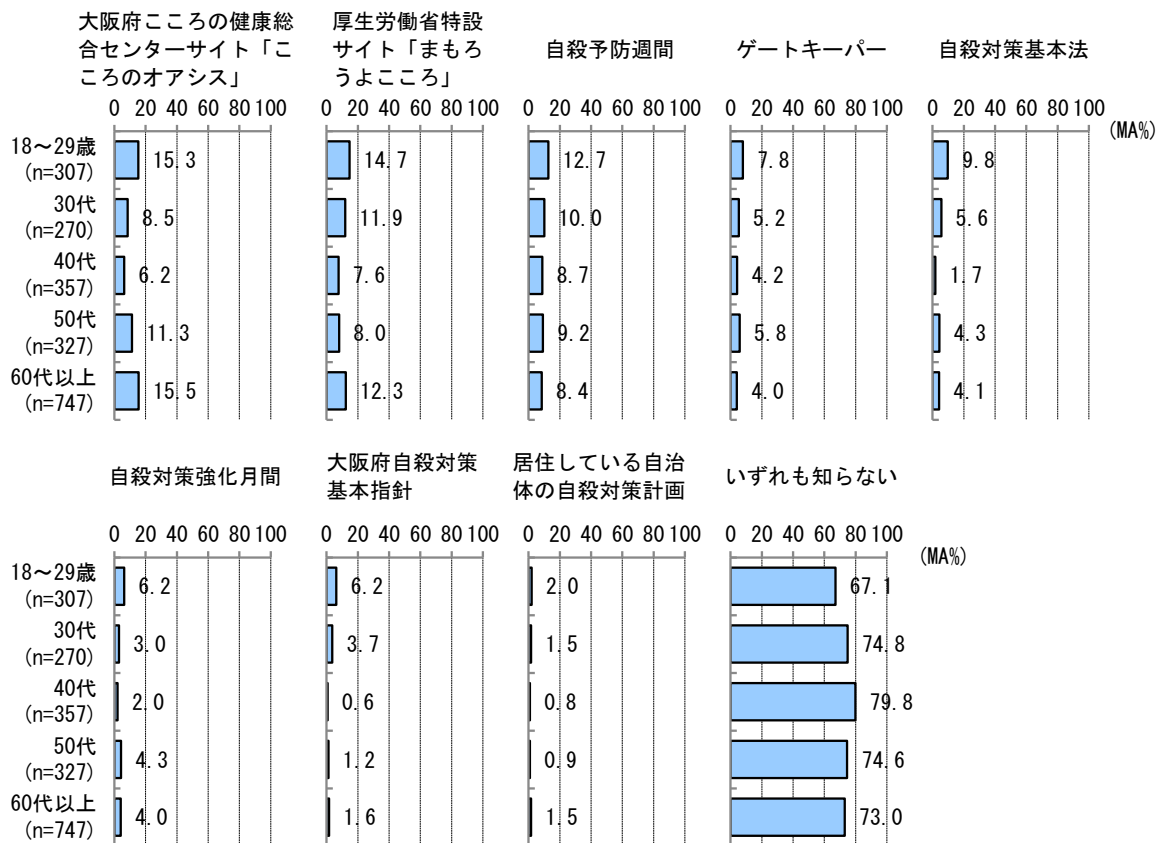 大阪府こころの健康総
合センターサイト「こ
ころのオアシス」
厚生労働省特設
サイト「まもろ
うよこころ」
自殺予防週間
ゲートキーパー
自殺対策基本法
0 20 40 60 80 100
0 20 40 60 80 100
0 20 40 60 80 100
0 20 40 60 80 100
0 20 40 60 80 100
(MA%)
18～29歳
(n=307)
15.3
14.7
12.7
7.8
9.8
30代
(n=270)
8.5
11.9
10.0
5.2
5.6
40代
(n=357)
6.2
7.6
8.7
4.2
1.7
50代
(n=327)
11.3
8.0
9.2
5.8
4.3
60代以上
(n=747)
15.5
12.3
8.4
4.0
4.1
自殺対策強化月間
大阪府自殺対策
基本指針
居住している自治
体の自殺対策計画
いずれも知らない
0 20 40 60 80 100
0 20 40 60 80 100
0 20 40 60 80 100
0 20 40 60 80 100
(MA%)
18～29歳
(n=307)
6.2
6.2
2.0
67.1
30代
(n=270)
3.0
3.7
1.5
74.8
40代
(n=357)
2.0
0.6
0.8
79.8
50代
(n=327)
4.3
1.2
0.9
74.6
60代以上
(n=747)
4.0
1.6
1.5
73.0